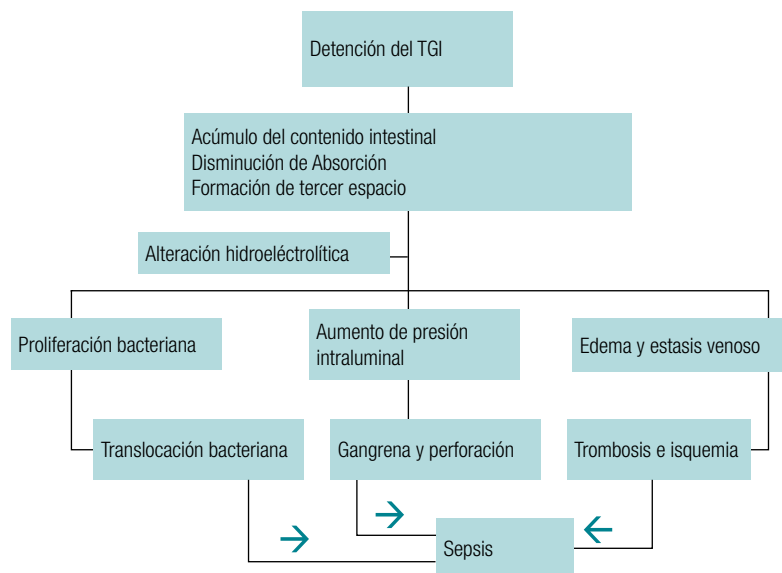 Detención del TGI
Acúmulo del contenido intestinal
Disminución de Absorción
Formación de tercer espacio
Alteración hidroeléctrolítica
Proliferación bacteriana
Aumento de presión
intraluminal
Edema y estasis venoso
Translocación bacteriana
Gangrena y perforación
Trombosis e isquemia
Sepsis